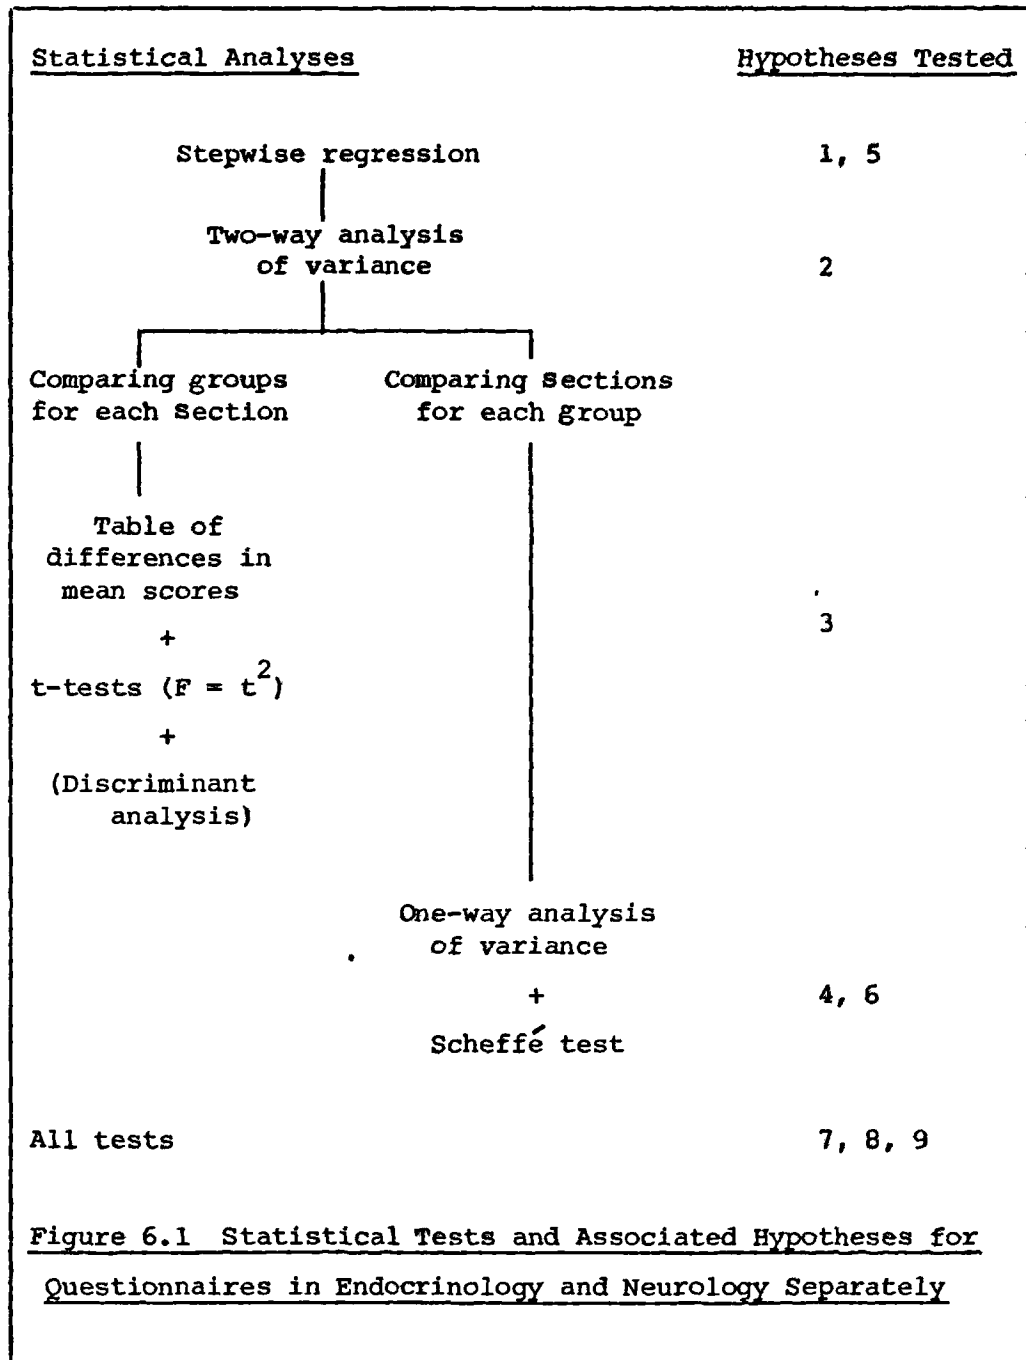 Statistical Analyses Hypotheses Tested
Stepwise regression 1, 5
Two-way analysis
of variance 2
Comparing groups Comparing Sections
for each Section for each group
Table of
differences in
mean scores
3
+
t-tests (F = t²)
+
(Discriminant
analysis)
One-way analysis
of variance
+ 4, 6
Scheffé test
All tests 7, 8, 9
Figure 6.1 Statistical Tests and Associated Hypotheses for
Questionnaires in Endocrinology and Neurology Separately